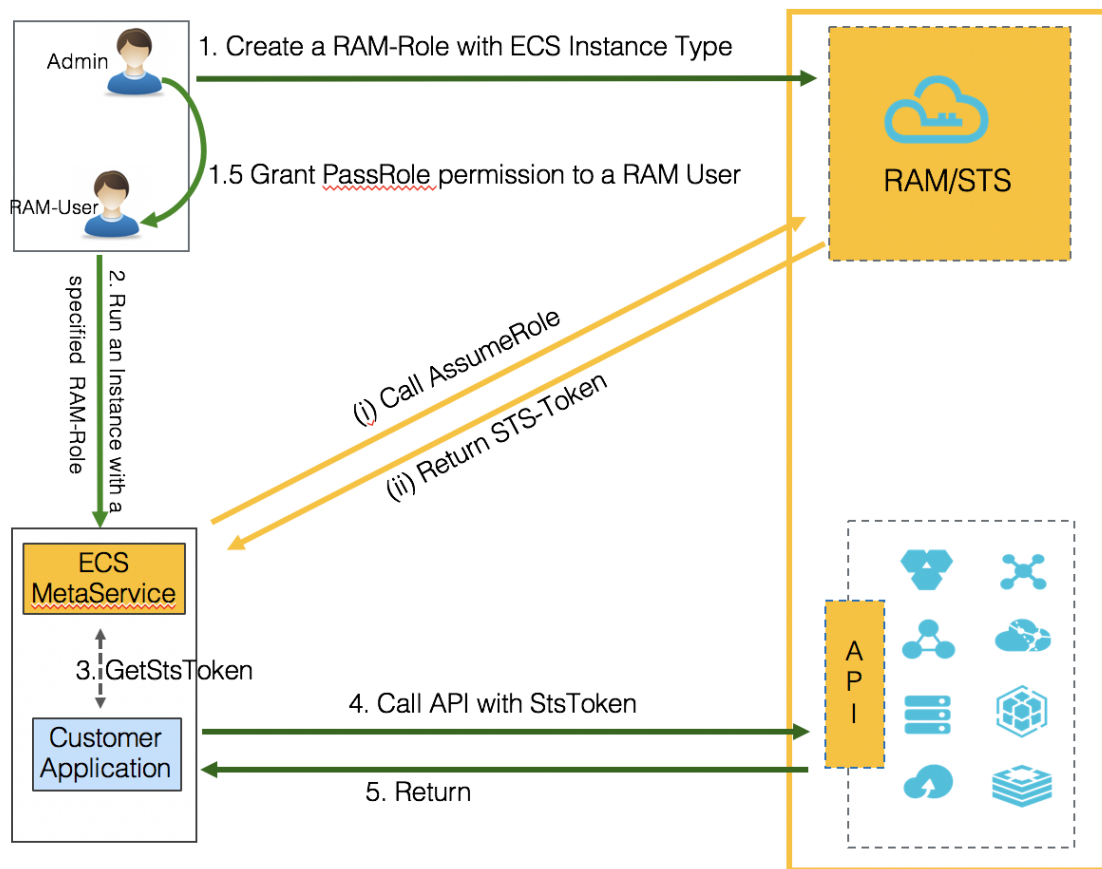 Admin
1. Create a RAM-Role with ECS Instance Type
RAM/STS
1.5 Grant PassRole permission to a RAM User
RAM-User
2. Run an Instance with a
specified RAM-Role
(i) Call AssumeRole
(ii) Return STS-Token
ECS
MetaService
3. GetStsToken
Customer
Application
4. Call API with StsToken
5. Return
A
P
I